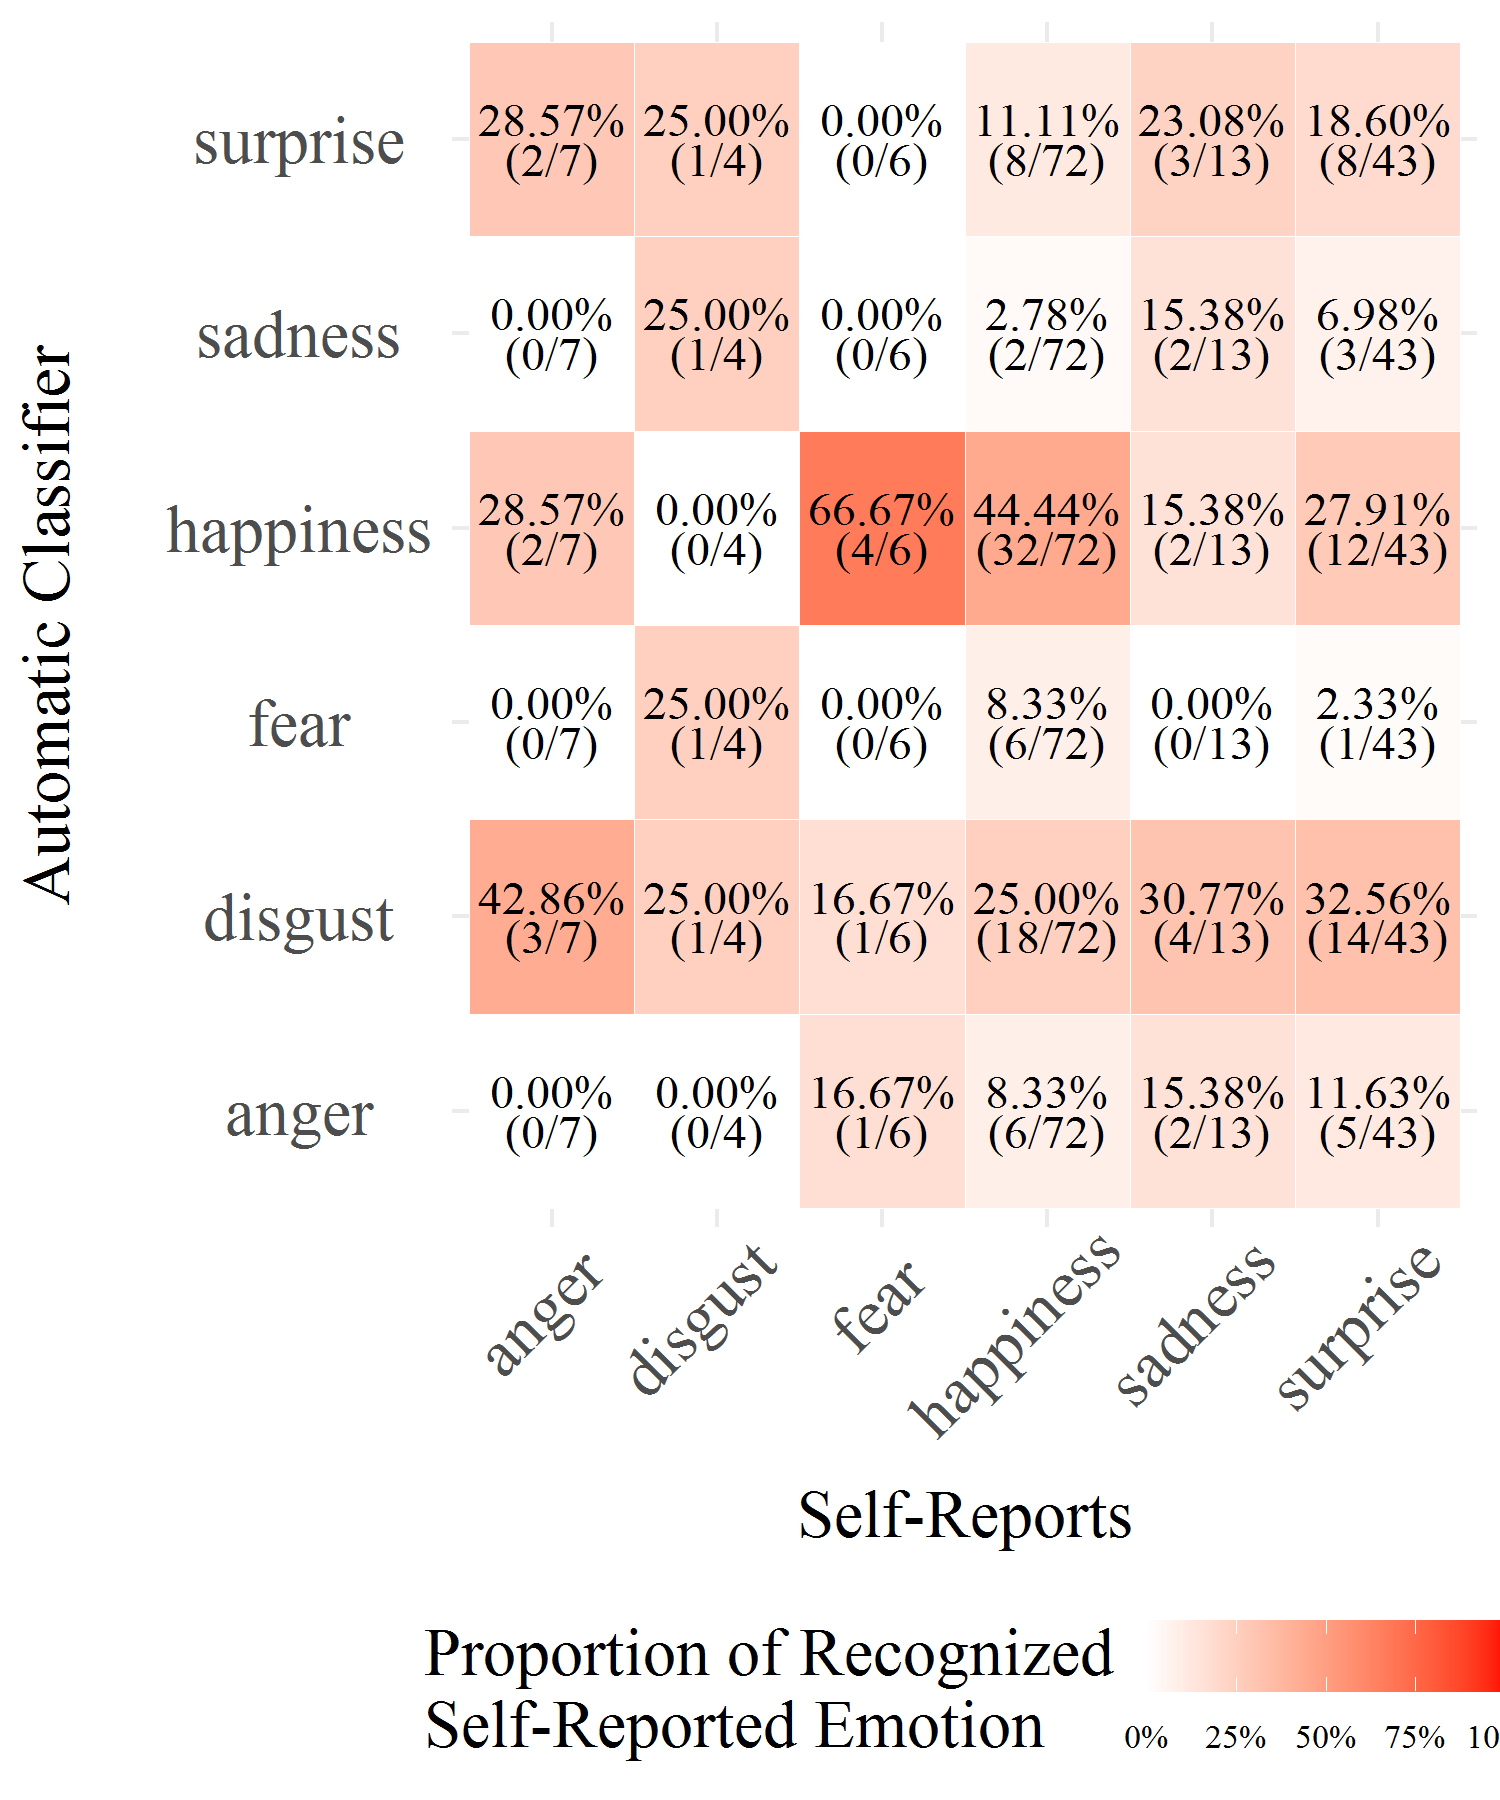 Automatic Classifier
surprise
28.57% 25.00% 0.00% 11.11% 23.08% 18.60%
(2/7) (1/4) (0/6) (8/72) (3/13) (8/43)
sadness
0.00% 25.00% 0.00% 2.78% 15.38% 6.98%
(0/7) (1/4) (0/6) (2/72) (2/13) (3/43)
happiness
28.57% 0.00% 66.67% 44.44% 15.38% 27.91%
(2/7) (0/4) (4/6) (32/72) (2/13) (12/43)
fear
0.00% 25.00% 0.00% 8.33% 0.00% 2.33%
(0/7) (1/4) (0/6) (6/72) (0/13) (1/43)
disgust
42.86% 25.00% 16.67% 25.00% 30.77% 32.56%
(3/7) (1/4) (1/6) (18/72) (4/13) (14/43)
anger
0.00% 0.00% 16.67% 8.33% 15.38% 11.63%
(0/7) (0/4) (1/6) (6/72) (2/13) (5/43)
anger disgust fear happiness sadness surprise
Self-Reports
Proportion of Recognized
Self-Reported Emotion
0% 25% 50% 75% 10